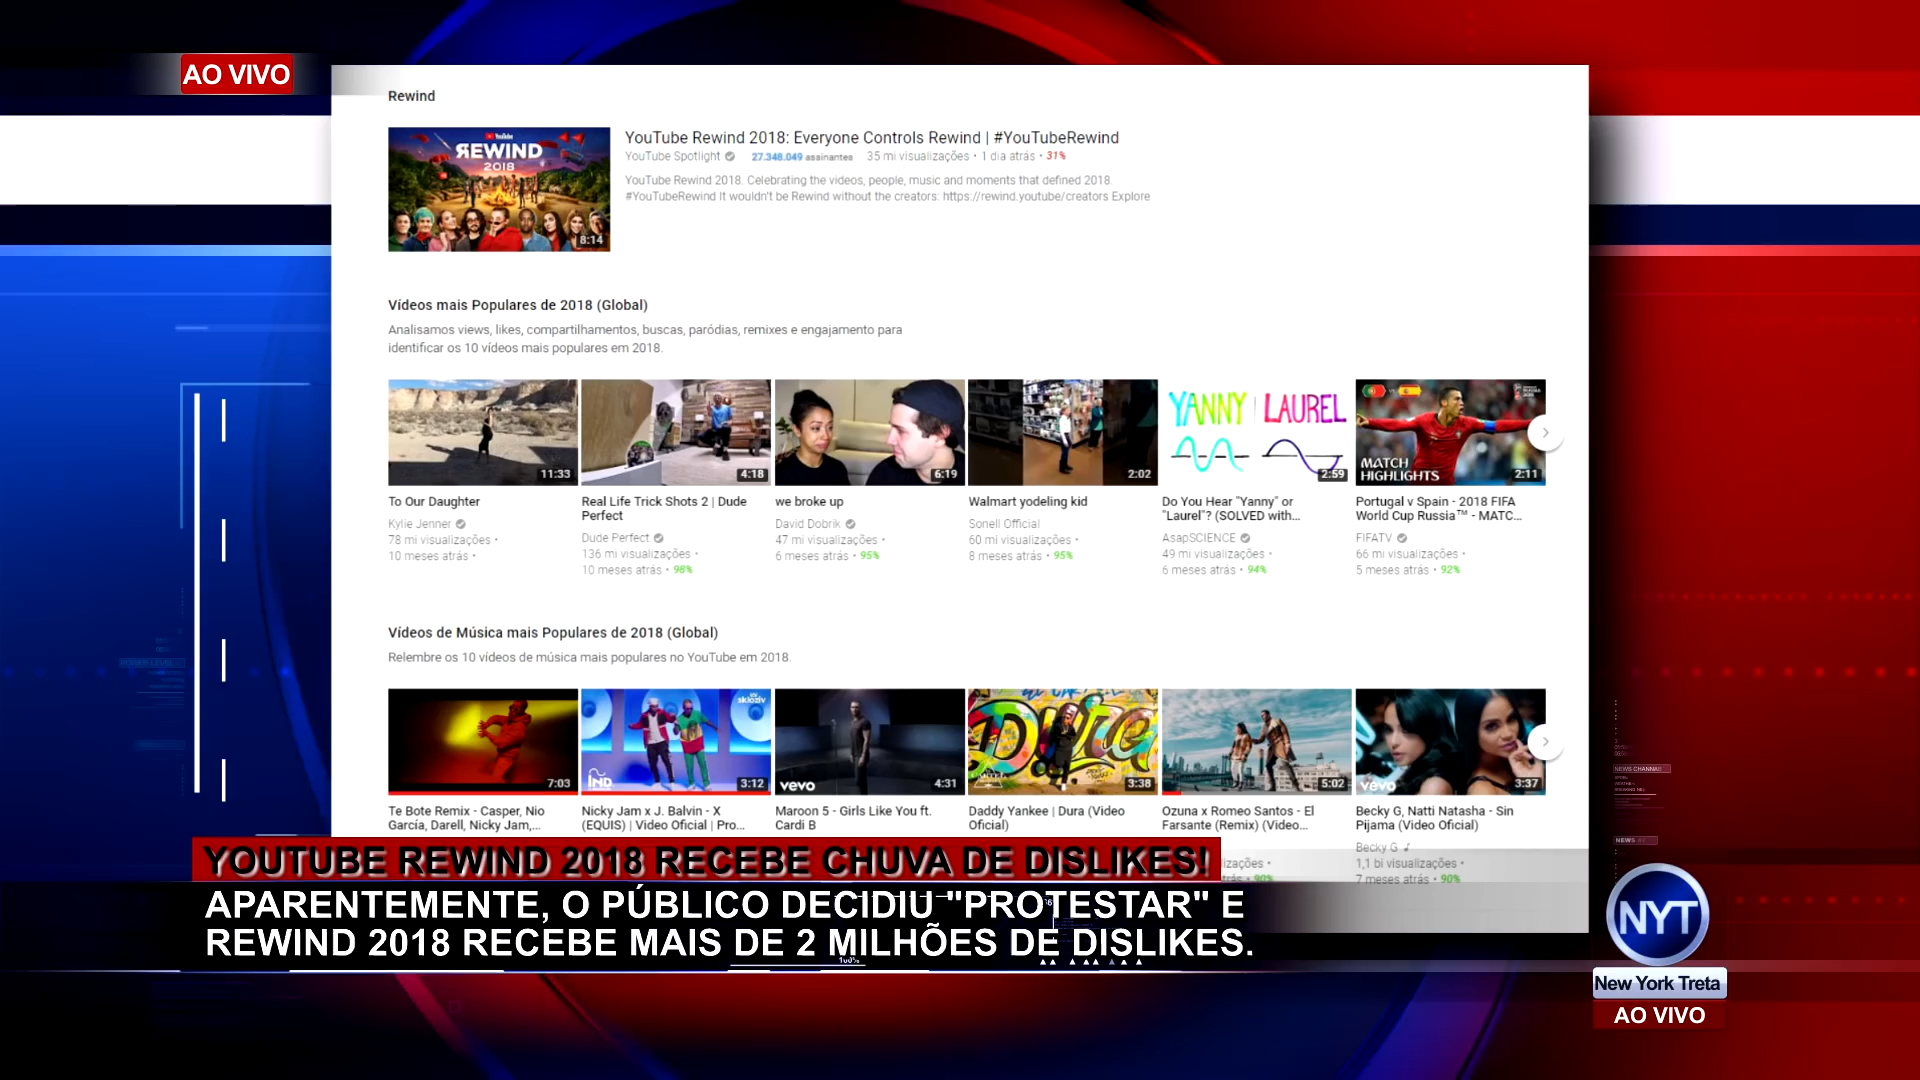 AO VIVO
Rewind
YouTube
REWIND
2018
8:14
YouTube Rewind 2018: Everyone Controls Rewind | #YouTubeRewind
YouTube Spotlight 27.348.049 assinantes 35 mi visualizações • 1 dia atrás • 31%
YouTube Rewind 2018. Celebrating the videos, people, music and moments that defined 2018.
#YouTubeRewind It wouldn't be Rewind without the creators: https://rewind.youtube/creators Explore
Vídeos mais Populares de 2018 (Global)
Analisamos views, likes, compartilhamentos, buscas, paródias, remixes e engajamento para
identificar os 10 vídeos mais populares em 2018.
11:33
To Our Daughter
Kylie Jenner
78 mi visualizações •
10 meses atrás •
4:18
Real Life Trick Shots 2 | Dude
Perfect
Dude Perfect
136 mi visualizações •
10 meses atrás • 98%
6:19
we broke up
David Dobrik
47 mi visualizações •
6 meses atrás • 95%
2:02
Walmart yodeling kid
Sonell Official
60 mi visualizações •
8 meses atrás • 95%
YANNY | LAUREL
2:59
Do You Hear "Yanny" or
"Laurel"? (SOLVED with...
AsapSCIENCE
49 mi visualizações •
6 meses atrás • 94%
MATCH
HIGHLIGHTS
2:11
Portugal v Spain - 2018 FIFA
World Cup Russia™ - MATC...
FIFATV
66 mi visualizações •
5 meses atrás • 92%
Vídeos de Música mais Populares de 2018 (Global)
Relembre os 10 vídeos de música mais populares no YouTube em 2018.
7:03
Te Bote Remix - Casper, Nio
García, Darell, Nicky Jam,...
IND
3:12
Nicky Jam x J. Balvin - X
(EQUIS) | Video Oficial | Pro...
vevo
4:31
Maroon 5 - Girls Like You ft.
Cardi B
3:38
Daddy Yankee | Dura (Video
Oficial)
5:02
Ozuna x Romeo Santos - El
Farsante (Remix) (Video...
izações •
atrás • 90%
vevo
3:37
Becky G, Natti Natasha - Sin
Pijama (Video Oficial)
Becky G
1,1 bi visualizações •
7 meses atrás • 90%
YOUTUBE REWIND 2018 RECEBE CHUVA DE DISLIKES!
APARENTEMENTE, O PÚBLICO DECIDIU "PROTESTAR" E
REWIND 2018 RECEBE MAIS DE 2 MILHÕES DE DISLIKES.
NEWS CHANNAH
NYT
New York Treta
AO VIVO